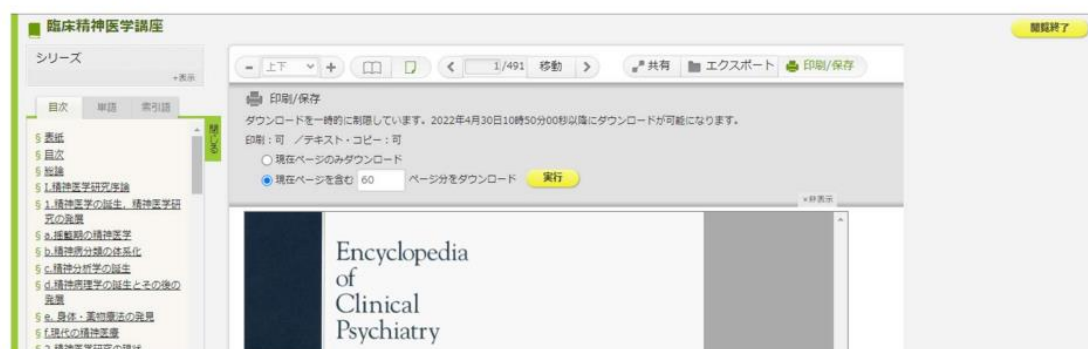 臨床精神医学講座
閲覧終了
シリーズ
+表示
目次 単語 索引語
§ 表紙
§ 目次
§ 総論
§ I.精神医学研究序論
§ 1.精神医学の誕生、精神医学研
究の発展
§ a.揺籃期の精神医学
§ b.精神病分類の体系化
§ c.精神分析学の誕生
§ d.精神病理学の誕生とその後の
発展
§ e. 身体・薬物療法の発見
§ f.現代の精神医療
§ 2.精神医学研究の現状
閉じる
- 上下 + < 1/491 移動 > 共有 エクスポート 印刷/保存
印刷/保存
ダウンロードを一時的に制限しています。2022年4月30日10時50分00秒以降にダウンロードが可能になります。
印刷：可 ／テキスト・コピー：可
現在ページのみダウンロード
現在ページを含む 60 ページ分をダウンロード 実行
×非表示
Encyclopedia
of
Clinical
Psychiatry